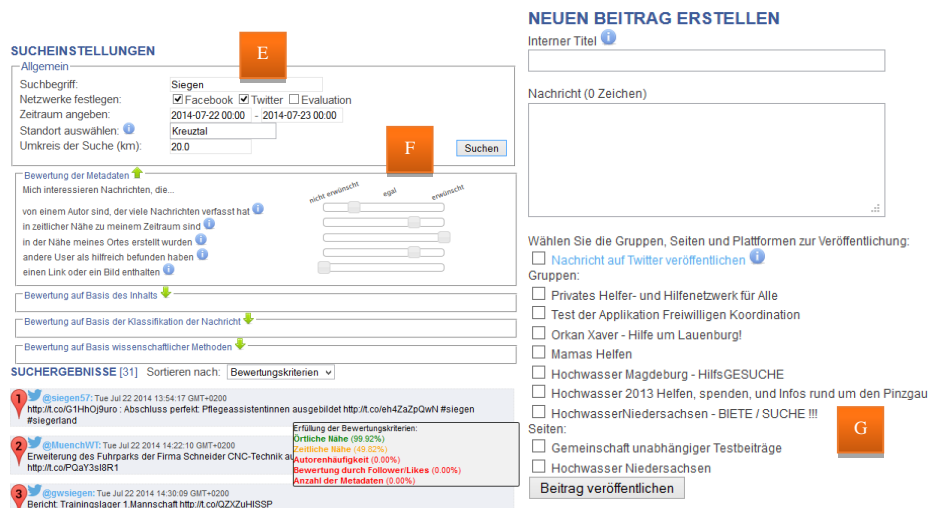 SUCHEINSTELLUNGEN
E
Allgemein
Suchbegriff: Siegen
Netzwerke festlegen: Facebook Twitter Evaluation
Zeitraum angeben: 2014-07-22 00:00 - 2014-07-23 00:00
Standort auswählen: Kreuztal
Umkreis der Suche (km): 20.0
F
Suchen
Bewertung der Metadaten
Mich interessieren Nachrichten, die...
nicht erwünscht egal erwünscht
von einem Autor sind, der viele Nachrichten verfasst hat
in zeitlicher Nähe zu meinem Zeitraum sind
in der Nähe meines Ortes erstellt wurden
andere User als hilfreich befunden haben
einen Link oder ein Bild enthalten
Bewertung auf Basis des Inhalts
Bewertung auf Basis der Klassifikation der Nachricht
Bewertung auf Basis wissenschaftlicher Methoden
SUCHERGEBNISSE [31] Sortieren nach: Bewertungskriterien
1 @siegen57: Tue Jul 22 2014 13:54:17 GMT+0200
http://t.co/G1HhOj9uro : Abschluss perfekt: Pflegeassistentinnen ausgebildet http://t.co/eh4ZaZpQwN #siegen
#siegerland
2 @MuenchWT: Tue Jul 22 2014 14:22:10 GMT+0200
Erweiterung des Fuhrparks der Firma Schneider CNC-Technik au
http://t.co/PQaY3sI8R1
3 @gwsiegen: Tue Jul 22 2014 14:30:09 GMT+0200
Bericht: Trainingslager 1.Mannschaft http://t.co/QZXZuHISSP
Erfüllung der Bewertungskriterien:
Örtliche Nähe (99.92%)
Zeitliche Nähe (49.82%)
Autorenhäufigkeit (0.00%)
Bewertung durch Follower/Likes (0.00%)
Anzahl der Metadaten (0.00%)
NEUEN BEITRAG ERSTELLEN
Interner Titel
Nachricht (0 Zeichen)
Wählen Sie die Gruppen, Seiten und Plattformen zur Veröffentlichung:
Nachricht auf Twitter veröffentlichen
Gruppen:
Privates Helfer- und Hilfenetzwerk für Alle
Test der Applikation Freiwilligen Koordination
Orkan Xaver - Hilfe um Lauenburg!
Mamas Helfen
Hochwasser Magdeburg - HilfsGESUCHE
Hochwasser 2013 Helfen, spenden, und Infos rund um den Pinzgau
HochwasserNiedersachsen - BIETE / SUCHE !!!
G
Seiten:
Gemeinschaft unabhängiger Testbeiträge
Hochwasser Niedersachsen
Beitrag veröffentlichen